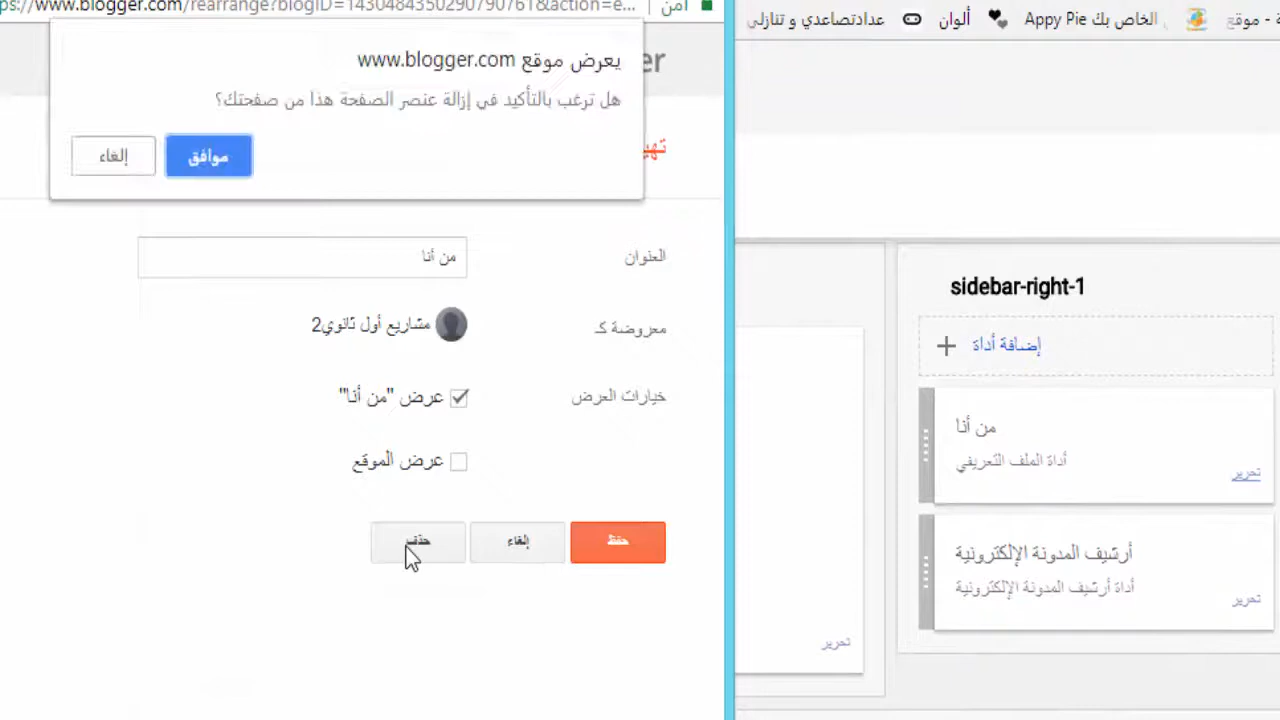 ps://www.blogger.com/rearrange?blogID=1430484350290790761&action=e...
آمن
يعرض موقع www.blogger.com
هل ترغب بالتأكيد في إزالة عنصر الصفحة هذا من صفحتك؟
موافق
إلغاء
er
العنوان
من أنا
معروضة كـ
مشاريع أول ثانوي2
خيارات العرض
عرض "من أنا"
عرض الموقع
حفظ
إلغاء
حذف
موقع -
الخاص بك Appy Pie
ألوان
عدادتصاعدي و تنازلي
sidebar-right-1
إضافة أداة
من أنا
أداة الملف التعريفي
تحرير
أرشيف المدونة الإلكترونية
أداة أرشيف المدونة الإلكترونية
تحرير
تحرير